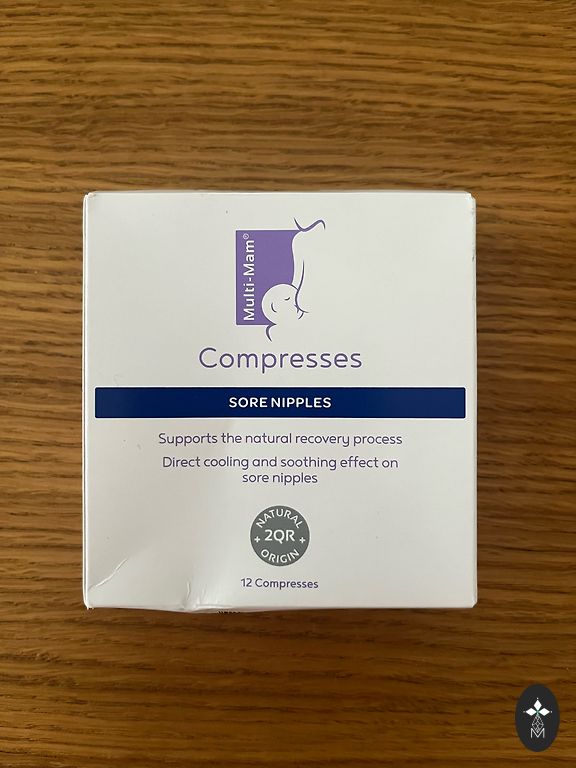 Multi-Mam®
Compresses
SORE NIPPLES
Supports the natural recovery process
Direct cooling and soothing effect on
sore nipples
NATURAL
+ 2QR +
ORIGIN
12 Compresses
M